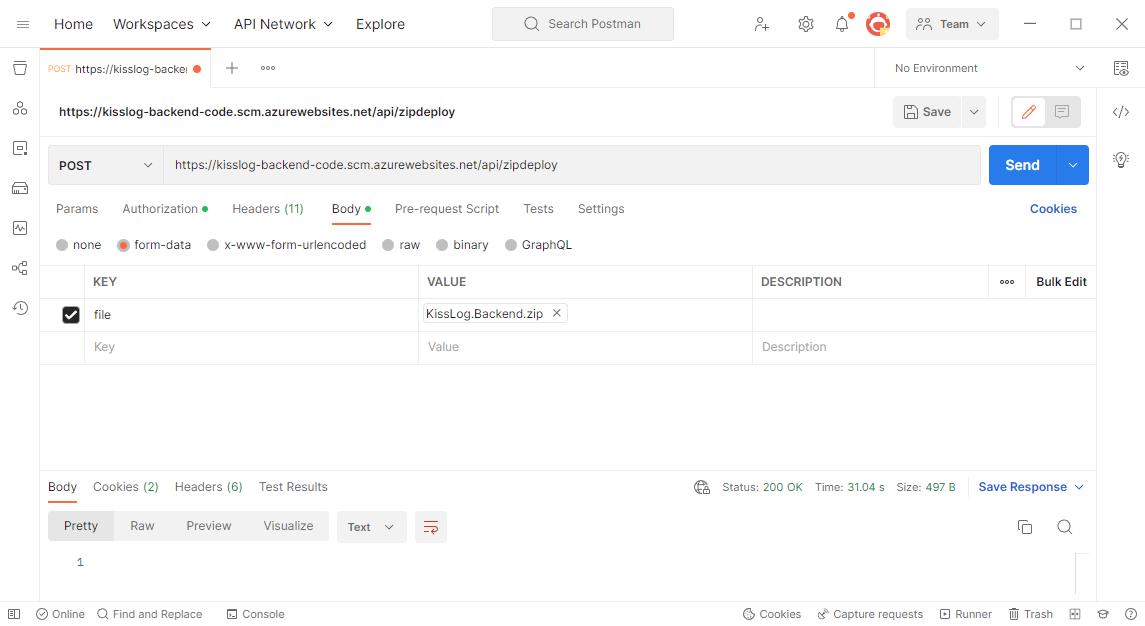 Home Workspaces API Network Explore Search Postman Team
POST https://kisslog-backe No Environment
https://kisslog-backend-code.scm.azurewebsites.net/api/zipdeploy Save
POST https://kisslog-backend-code.scm.azurewebsites.net/api/zipdeploy Send
Params Authorization Headers (11) Body Pre-request Script Tests Settings Cookies
none form-data x-www-form-urlencoded raw binary GraphQL
KEY VALUE DESCRIPTION Bulk Edit
file KissLog.Backend.zip
Key Value Description
Body Cookies (2) Headers (6) Test Results Status: 200 OK Time: 31.04 s Size: 497 B Save Response
Pretty Raw Preview Visualize Text
1
Online Find and Replace Console Cookies Capture requests Runner Trash